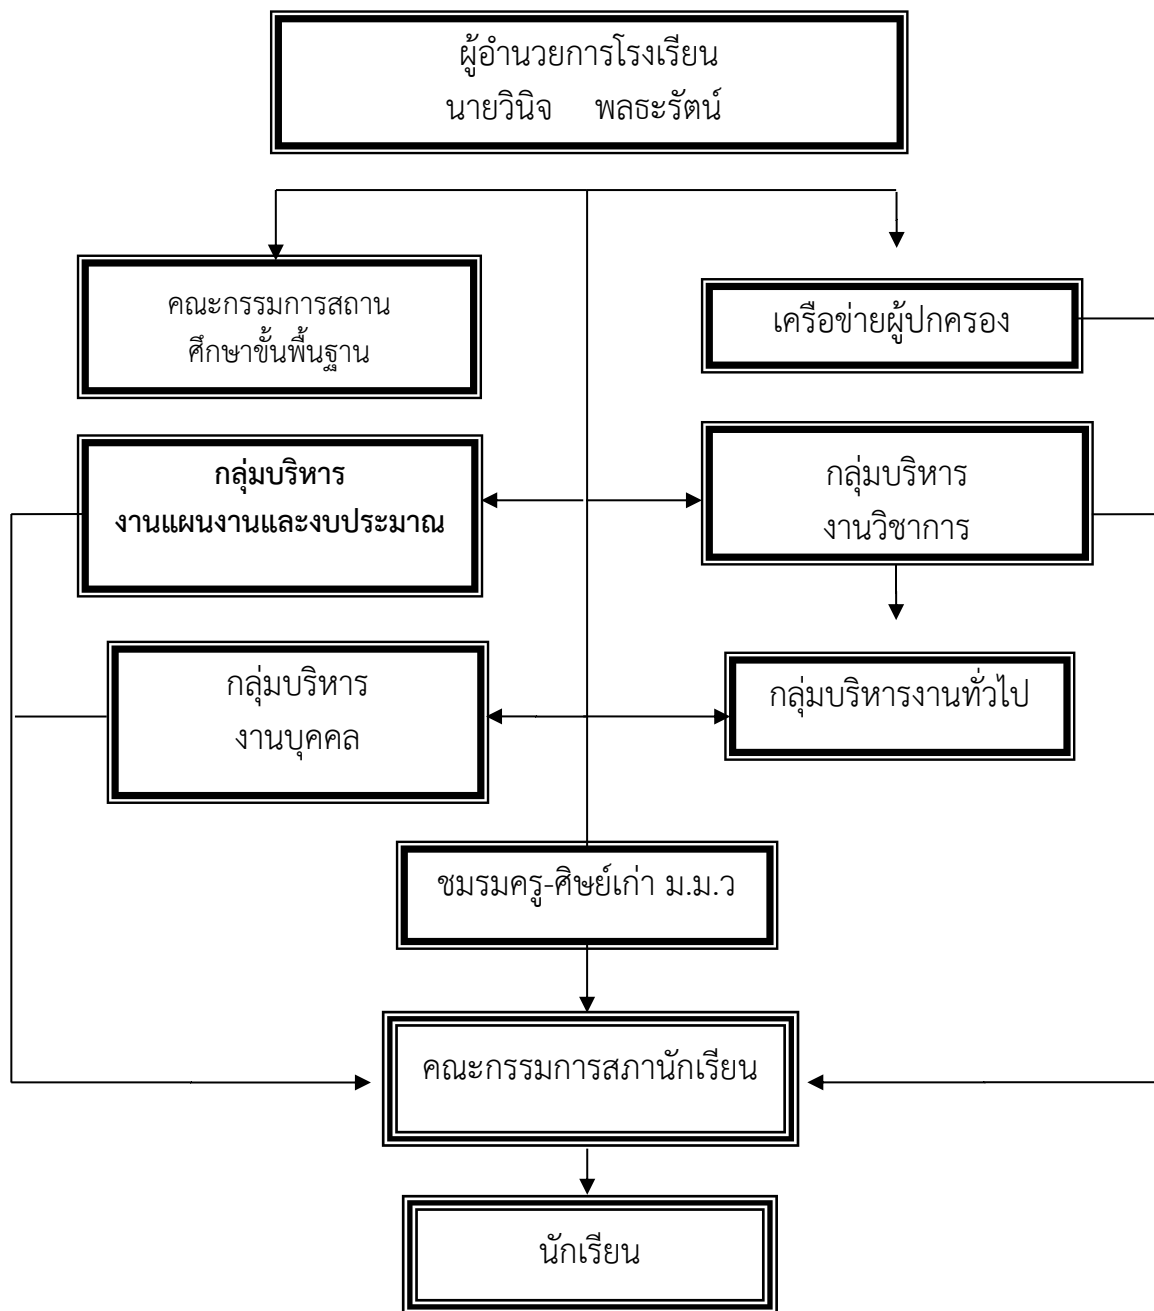 ผู้อำนวยการโรงเรียน
นายวินิจ พลธะรัตน์
คณะกรรมการสถาน
ศึกษาขั้นพื้นฐาน
เครือข่ายผู้ปกครอง
กลุ่มบริหาร
งานแผนงานและงบประมาณ
กลุ่มบริหาร
งานวิชาการ
กลุ่มบริหาร
งานบุคคล
กลุ่มบริหารงานทั่วไป
ชมรมครู-ศิษย์เก่า ม.ม.ว
คณะกรรมการสภานักเรียน
นักเรียน